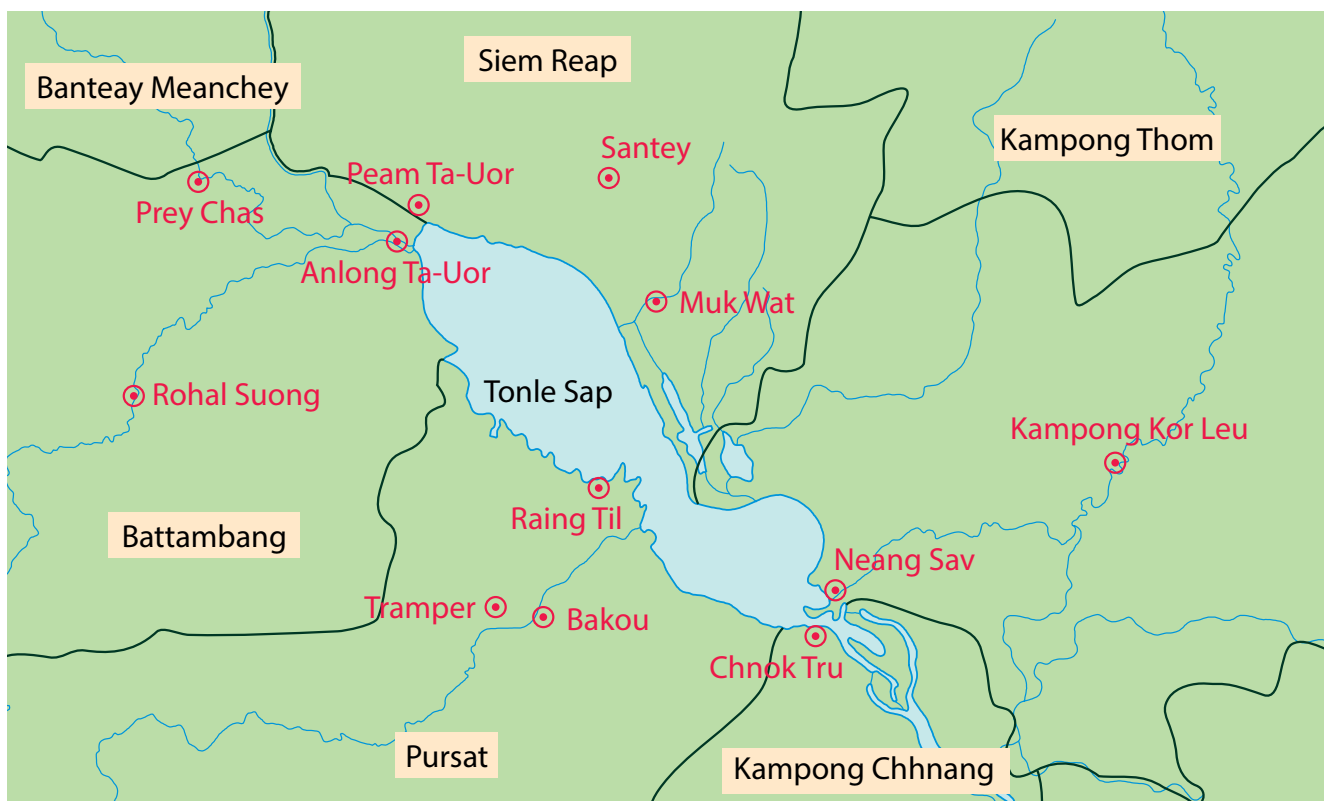 Siem Reap
Banteay Meanchey
Kampong Thom
Santey
Peam Ta-Uor
Prey Chas
Anlong Ta-Uor
Muk Wat
Rohal Suong
Tonle Sap
Kampong Kor Leu
Raing Til
Battambang
Neang Sav
Tramper
Bakou
Chnok Tru
Pursat
Kampong Chhnang